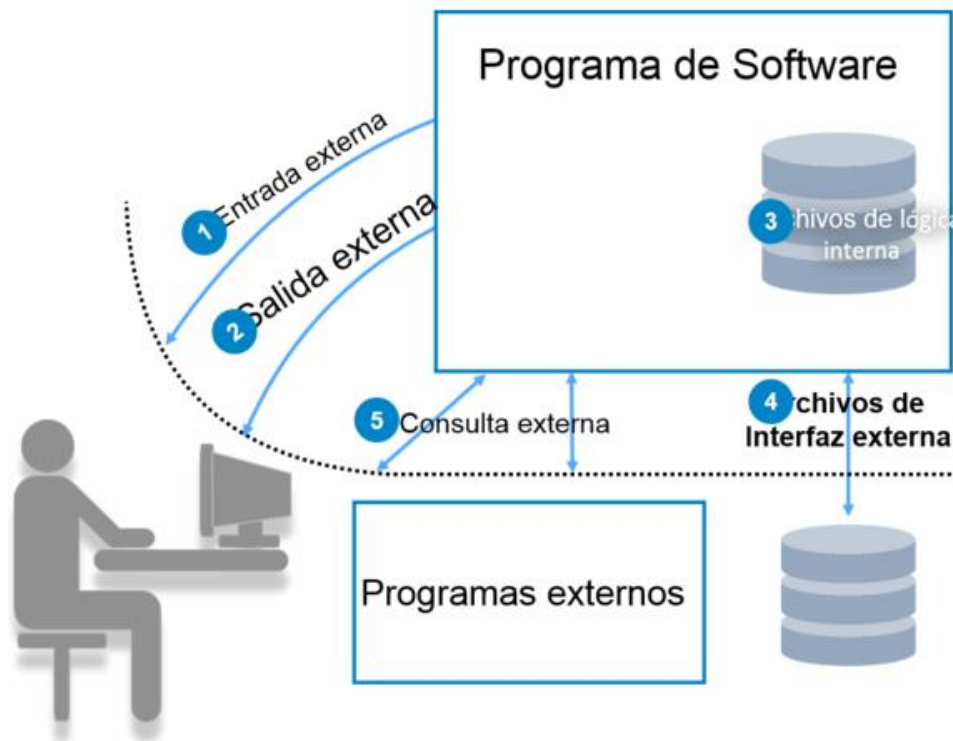 Programa de Software
1 Entrada externa
2 Salida externa
3 chivos de lógica
interna
4 rchivos de
Interfaz externa
5 Consulta externa
Programas externos